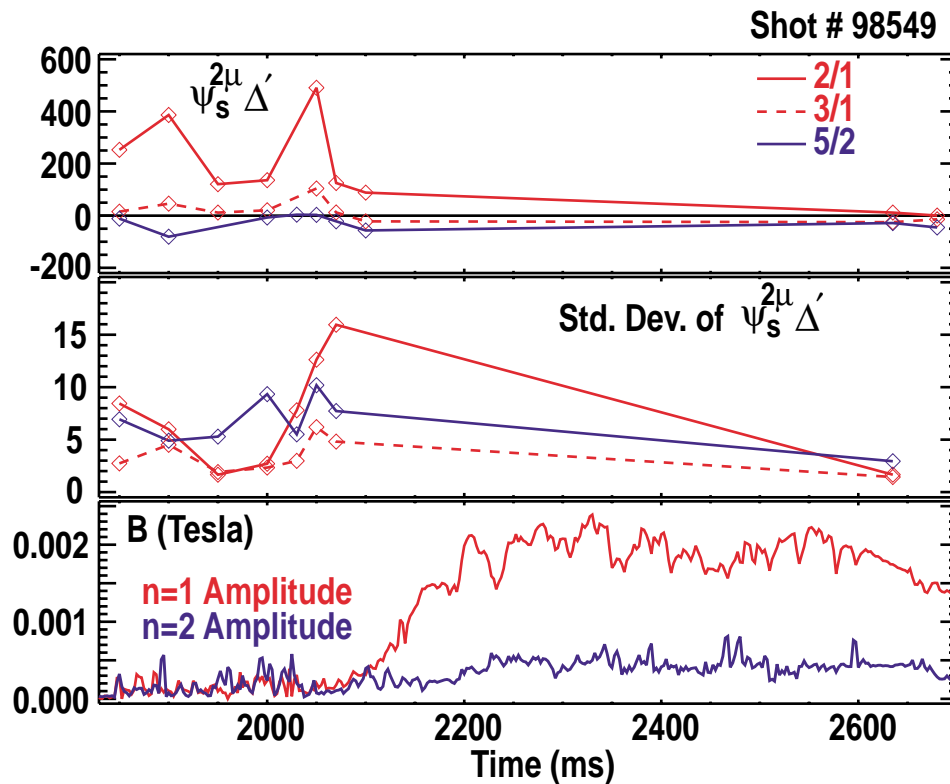 Shot # 98549
600
400
200
0
-200
ψs2μ Δ′
2/1
3/1
5/2
15
10
5
0
Std. Dev. of ψs2μ Δ′
0.002
0.001
0.000
B (Tesla)
n=1 Amplitude
n=2 Amplitude
2000 2200 2400 2600
Time (ms)